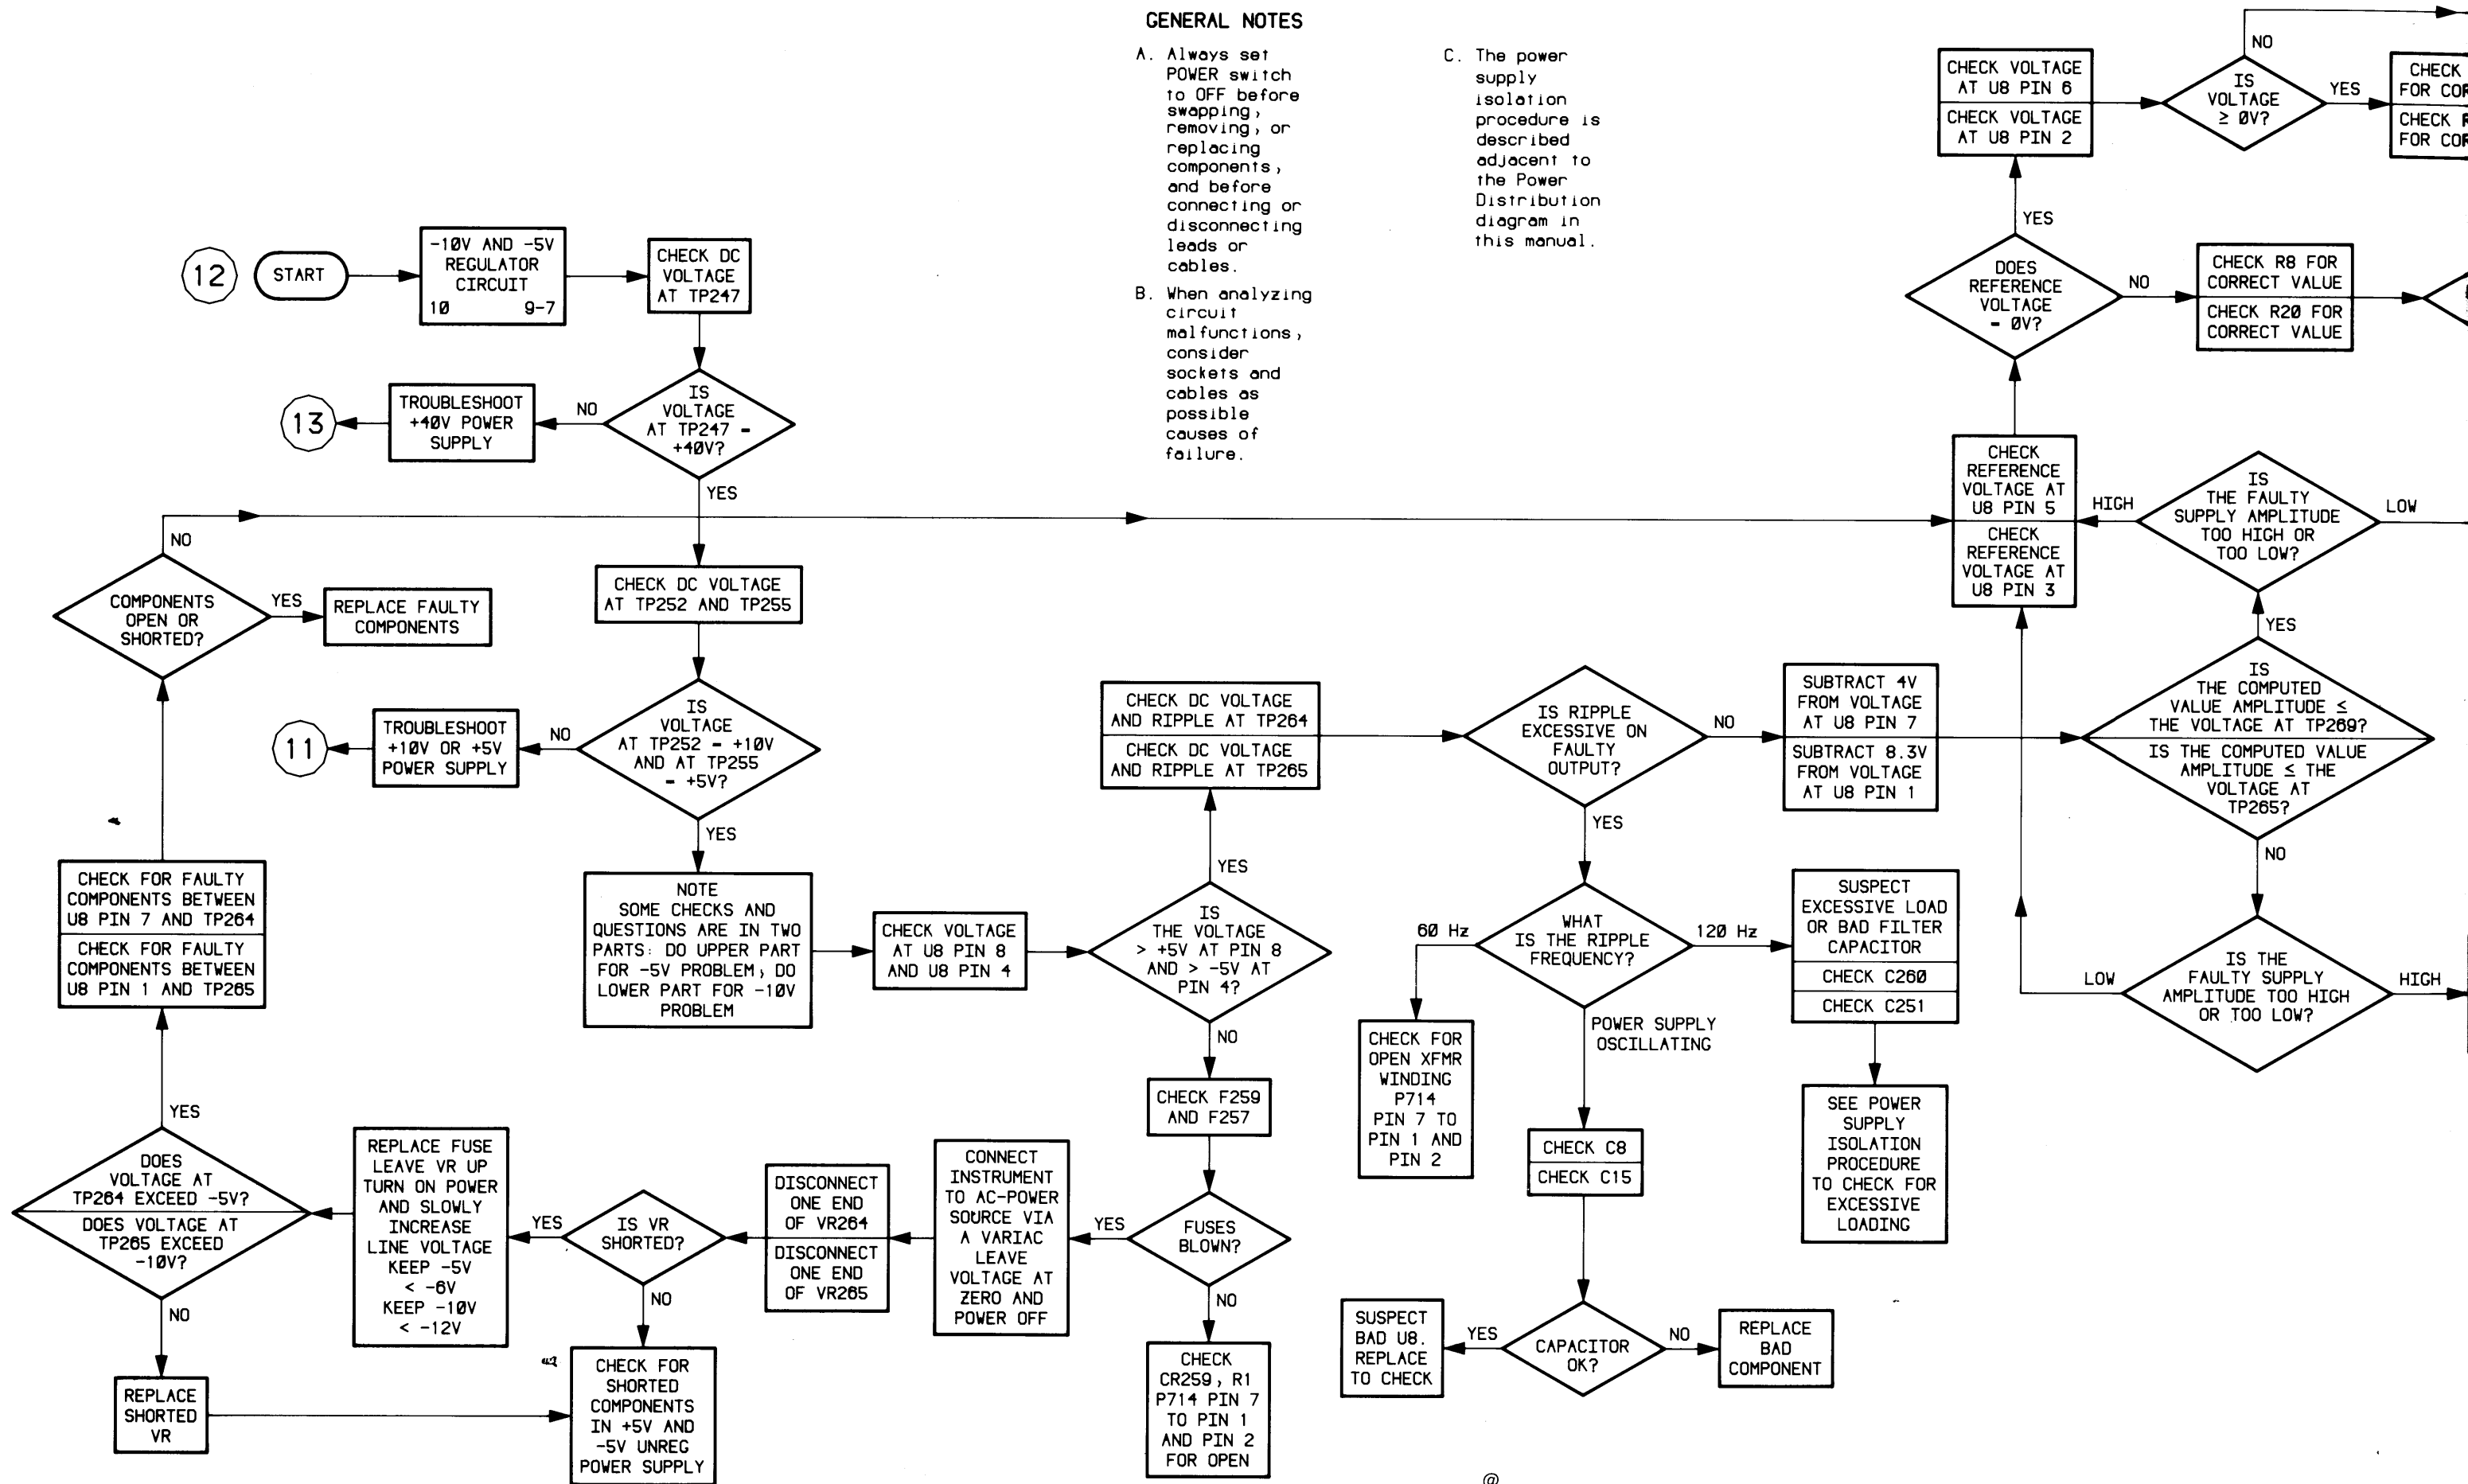 GENERAL NOTES
A. Always set
POWER switch
to OFF before
swapping,
removing, or
replacing
components,
and before
connecting or
disconnecting
leads or
cables.
B. When analyzing
circuit
malfunctions,
consider
sockets and
cables as
possible
causes of
failure.
C. The power
supply
isolation
procedure is
described
adjacent to
the Power
Distribution
diagram in
this manual.
12
START
-10V AND -5V
REGULATOR
CIRCUIT
10 9-7
CHECK DC
VOLTAGE
AT TP247
IS
VOLTAGE
AT TP247 =
+40V?
NO
TROUBLESHOOT
+40V POWER
SUPPLY
13
YES
CHECK DC VOLTAGE
AT TP252 AND TP255
IS
VOLTAGE
AT TP252 = +10V
AND AT TP255
= +5V?
NO
TROUBLESHOOT
+10V OR +5V
POWER SUPPLY
11
YES
NOTE
SOME CHECKS AND
QUESTIONS ARE IN TWO
PARTS: DO UPPER PART
FOR -5V PROBLEM, DO
LOWER PART FOR -10V
PROBLEM
CHECK VOLTAGE
AT U8 PIN 8
AND U8 PIN 4
IS
THE VOLTAGE
> +5V AT PIN 8
AND > -5V AT
PIN 4?
YES
CHECK DC VOLTAGE
AND RIPPLE AT TP264
CHECK DC VOLTAGE
AND RIPPLE AT TP265
NO
CHECK F259
AND F257
FUSES
BLOWN?
NO
CHECK
CR259, R1
P714 PIN 7
TO PIN 1
AND PIN 2
FOR OPEN
YES
CONNECT
INSTRUMENT
TO AC-POWER
SOURCE VIA
A VARIAC
LEAVE
VOLTAGE AT
ZERO AND
POWER OFF
DISCONNECT
ONE END
OF VR264
DISCONNECT
ONE END
OF VR265
IS VR
SHORTED?
NO
CHECK FOR
SHORTED
COMPONENTS
IN +5V AND
-5V UNREG
POWER SUPPLY
YES
REPLACE FUSE
LEAVE VR UP
TURN ON POWER
AND SLOWLY
INCREASE
LINE VOLTAGE
KEEP -5V
< -6V
KEEP -10V
< -12V
DOES
VOLTAGE AT
TP264 EXCEED -5V?
DOES VOLTAGE AT
TP265 EXCEED
-10V?
NO
REPLACE
SHORTED
VR
YES
CHECK FOR FAULTY
COMPONENTS BETWEEN
U8 PIN 7 AND TP264
CHECK FOR FAULTY
COMPONENTS BETWEEN
U8 PIN 1 AND TP265
COMPONENTS
OPEN OR
SHORTED?
YES
REPLACE FAULTY
COMPONENTS
NO
IS RIPPLE
EXCESSIVE ON
FAULTY
OUTPUT?
NO
SUBTRACT 4V
FROM VOLTAGE
AT U8 PIN 7
SUBTRACT 8.3V
FROM VOLTAGE
AT U8 PIN 1
YES
WHAT
IS THE RIPPLE
FREQUENCY?
60 Hz
CHECK FOR
OPEN XFMR
WINDING
P714
PIN 7 TO
PIN 1 AND
PIN 2
120 Hz
SUSPECT
EXCESSIVE LOAD
OR BAD FILTER
CAPACITOR
CHECK C260
CHECK C251
SEE POWER
SUPPLY
ISOLATION
PROCEDURE
TO CHECK FOR
EXCESSIVE
LOADING
POWER SUPPLY
OSCILLATING
CHECK C8
CHECK C15
CAPACITOR
OK?
YES
SUSPECT
BAD U8.
REPLACE
TO CHECK
NO
REPLACE
BAD
COMPONENT
IS
THE COMPUTED
VALUE AMPLITUDE ≤
THE VOLTAGE AT TP269?
IS THE COMPUTED VALUE
AMPLITUDE ≤ THE
VOLTAGE AT
TP265?
NO
IS THE
FAULTY SUPPLY
AMPLITUDE TOO HIGH
OR TOO LOW?
LOW
HIGH
YES
IS
THE FAULTY
SUPPLY AMPLITUDE
TOO HIGH OR
TOO LOW?
HIGH
LOW
CHECK
REFERENCE
VOLTAGE AT
U8 PIN 5
CHECK
REFERENCE
VOLTAGE AT
U8 PIN 3
DOES
REFERENCE
VOLTAGE
= 0V?
NO
CHECK R8 FOR
CORRECT VALUE
CHECK R20 FOR
CORRECT VALUE
YES
CHECK VOLTAGE
AT U8 PIN 6
CHECK VOLTAGE
AT U8 PIN 2
IS
VOLTAGE
≥ 0V?
NO
YES
CHECK
FOR
CHECK
FOR
@